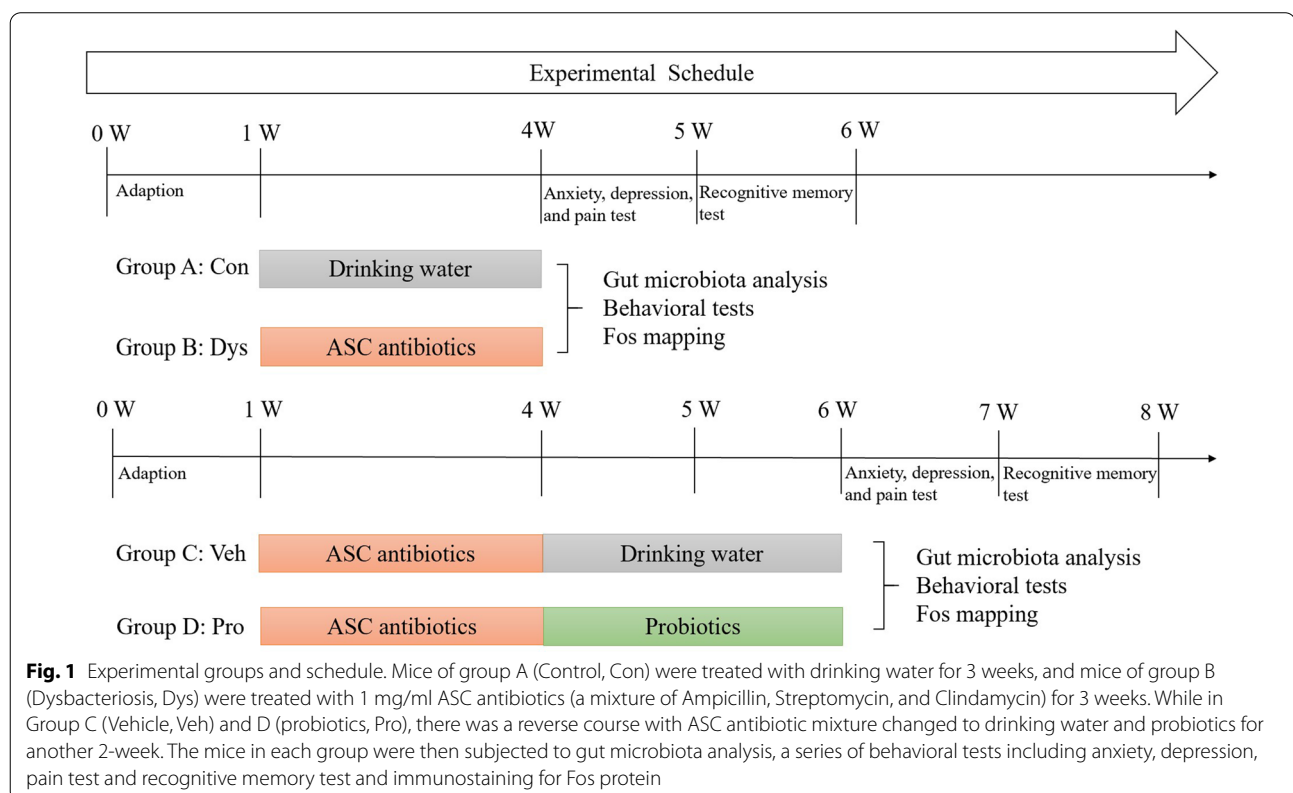 Experimental Schedule
0 W 1 W 4W 5 W 6 W
Adaption
Anxiety, depression, and pain test
Recognitive memory test
Group A: Con Drinking water
Group B: Dys ASC antibiotics
Gut microbiota analysis
Behavioral tests
Fos mapping
0 W 1 W 4 W 5 W 6 W 7 W 8 W
Adaption
Anxiety, depression, and pain test
Recognitive memory test
Group C: Veh ASC antibiotics Drinking water
Group D: Pro ASC antibiotics Probiotics
Gut microbiota analysis
Behavioral tests
Fos mapping
Fig. 1 Experimental groups and schedule. Mice of group A (Control, Con) were treated with drinking water for 3 weeks, and mice of group B
(Dysbacteriosis, Dys) were treated with 1 mg/ml ASC antibiotics (a mixture of Ampicillin, Streptomycin, and Clindamycin) for 3 weeks. While in
Group C (Vehicle, Veh) and D (probiotics, Pro), there was a reverse course with ASC antibiotic mixture changed to drinking water and probiotics for
another 2-week. The mice in each group were then subjected to gut microbiota analysis, a series of behavioral tests including anxiety, depression,
pain test and recognitive memory test and immunostaining for Fos protein